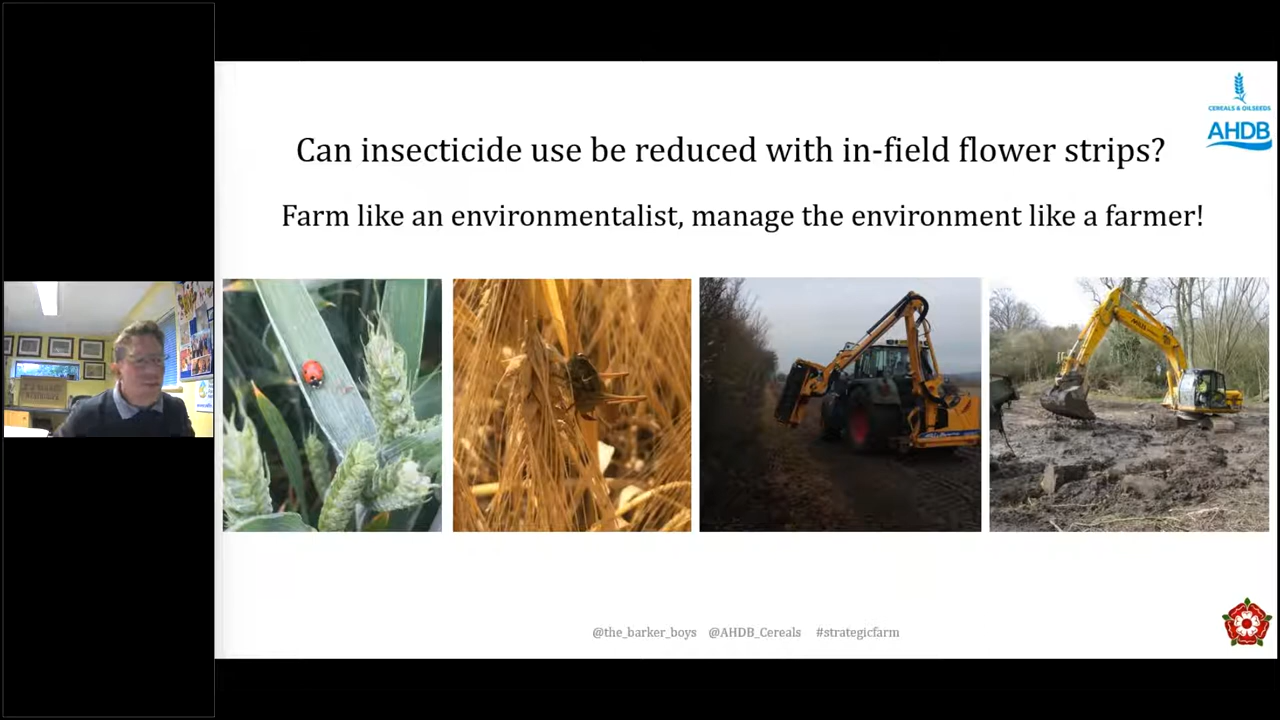 CEREALS & OILSEEDS
AHDB
Can insecticide use be reduced with in-field flower strips?
Farm like an environmentalist, manage the environment like a farmer!
@the_barker_boys @AHDB_Cereals #strategicfarm